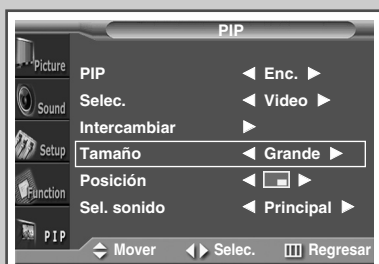 PIP
Picture
Sound
Setup
Function
PIP
PIP ◀ Enc. ▶
Selec. ◀ Video ▶
Intercambiar ▶
Tamaño ◀ Grande ▶
Posición ◀ ▶
Sel. sonido ◀ Principal ▶
Mover Selec. Regresar